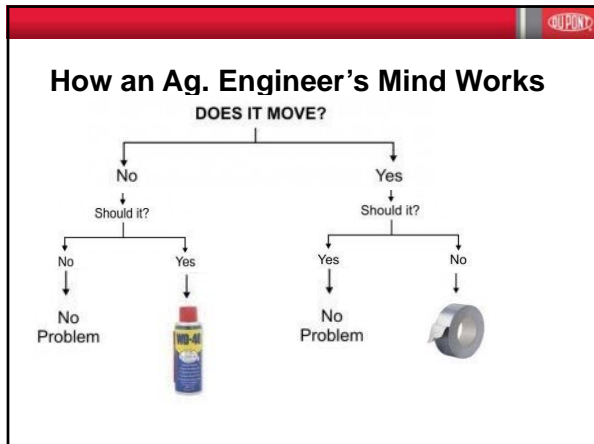 DUPONT
How an Ag. Engineer's Mind Works
DOES IT MOVE?
No
Yes
Should it?
Should it?
No
Yes
Yes
No
No
Problem
WD-40
No
Problem